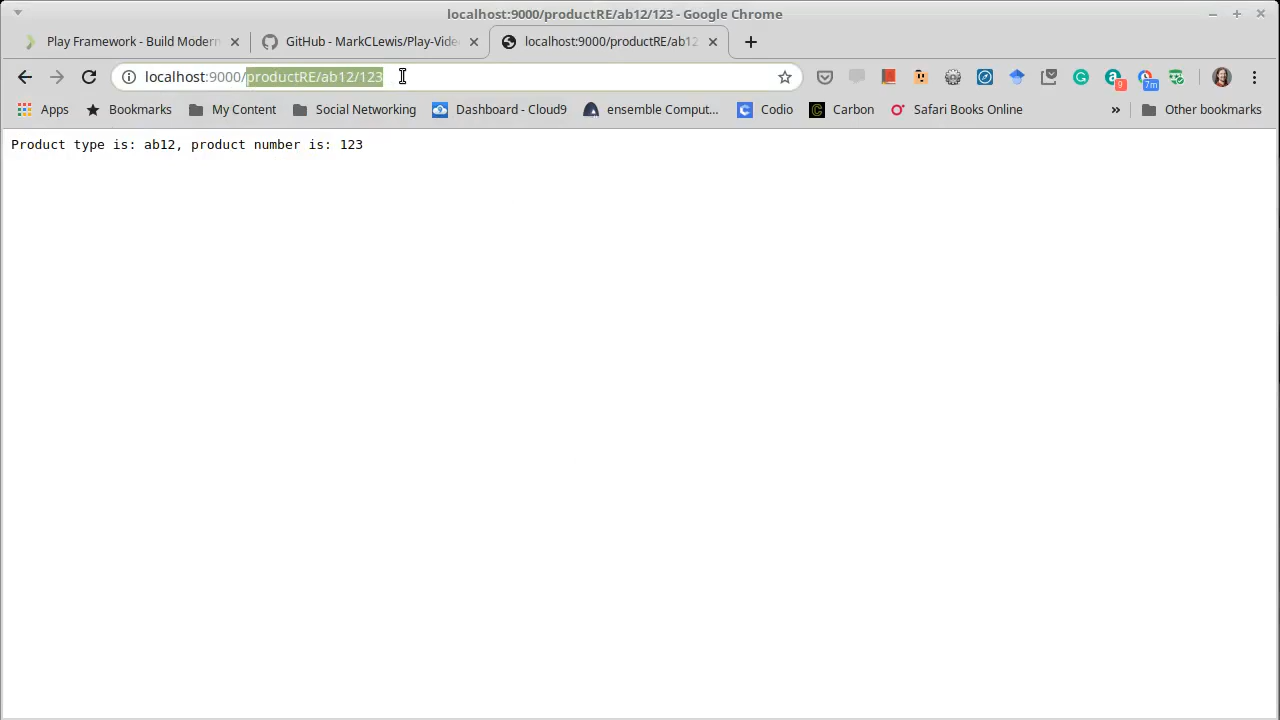 localhost:9000/productRE/ab12/123 - Google Chrome
Play Framework - Build Modern
GitHub - MarkCLewis/Play-Vide
localhost:9000/productRE/ab12
localhost:9000/productRE/ab12/123
9
7m
Apps
Bookmarks
My Content
Social Networking
Dashboard - Cloud9
ensemble Comput...
Codio
Carbon
Safari Books Online
»
Other bookmarks
Product type is: ab12, product number is: 123